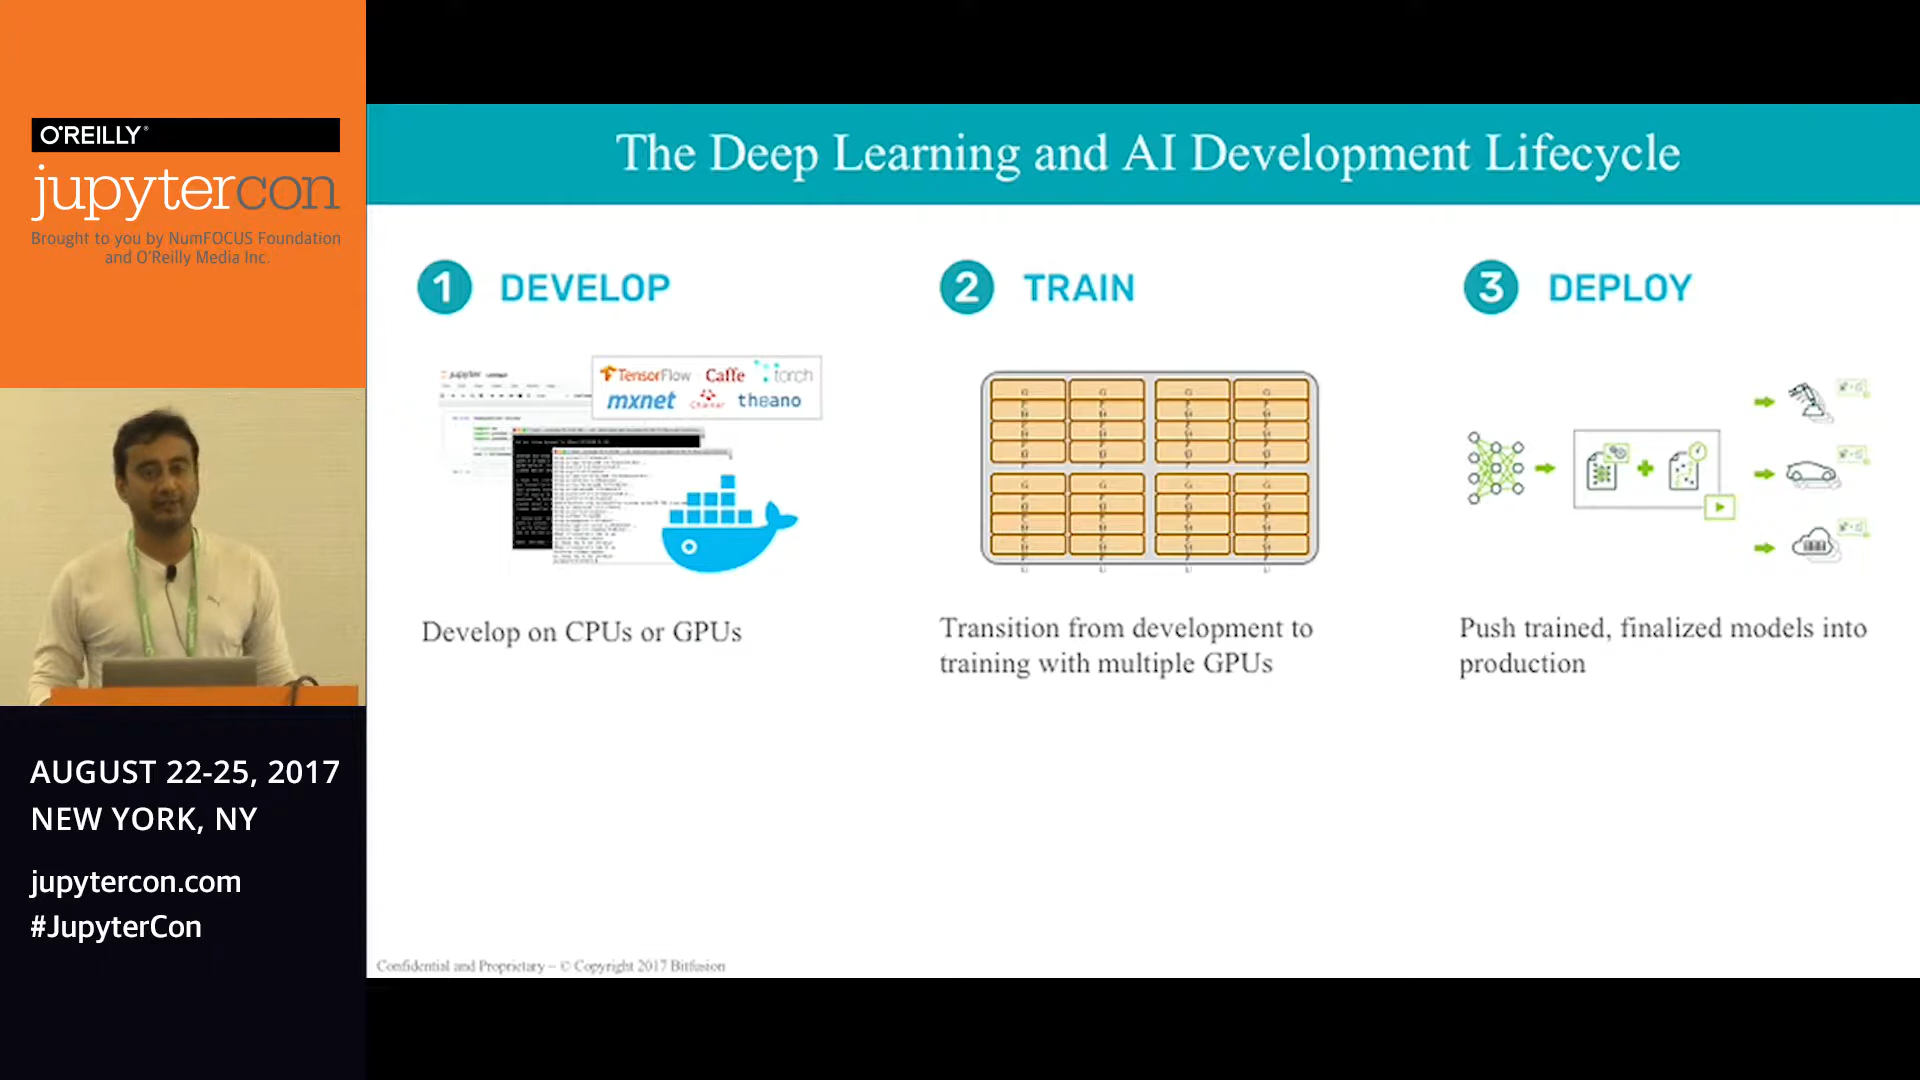 O'REILLY®
jupytercon
Brought to you by NumFOCUS Foundation
and O'Reilly Media Inc.
AUGUST 22-25, 2017
NEW YORK, NY
jupytercon.com
#JupyterCon
The Deep Learning and AI Development Lifecycle
1 DEVELOP
jupyter
TensorFlow Caffe torch
mxnet Chainer theano
Develop on CPUs or GPUs
2 TRAIN
Transition from development to
training with multiple GPUs
3 DEPLOY
Push trained, finalized models into
production
Confidential and Proprietary – © Copyright 2017 Bitfusion